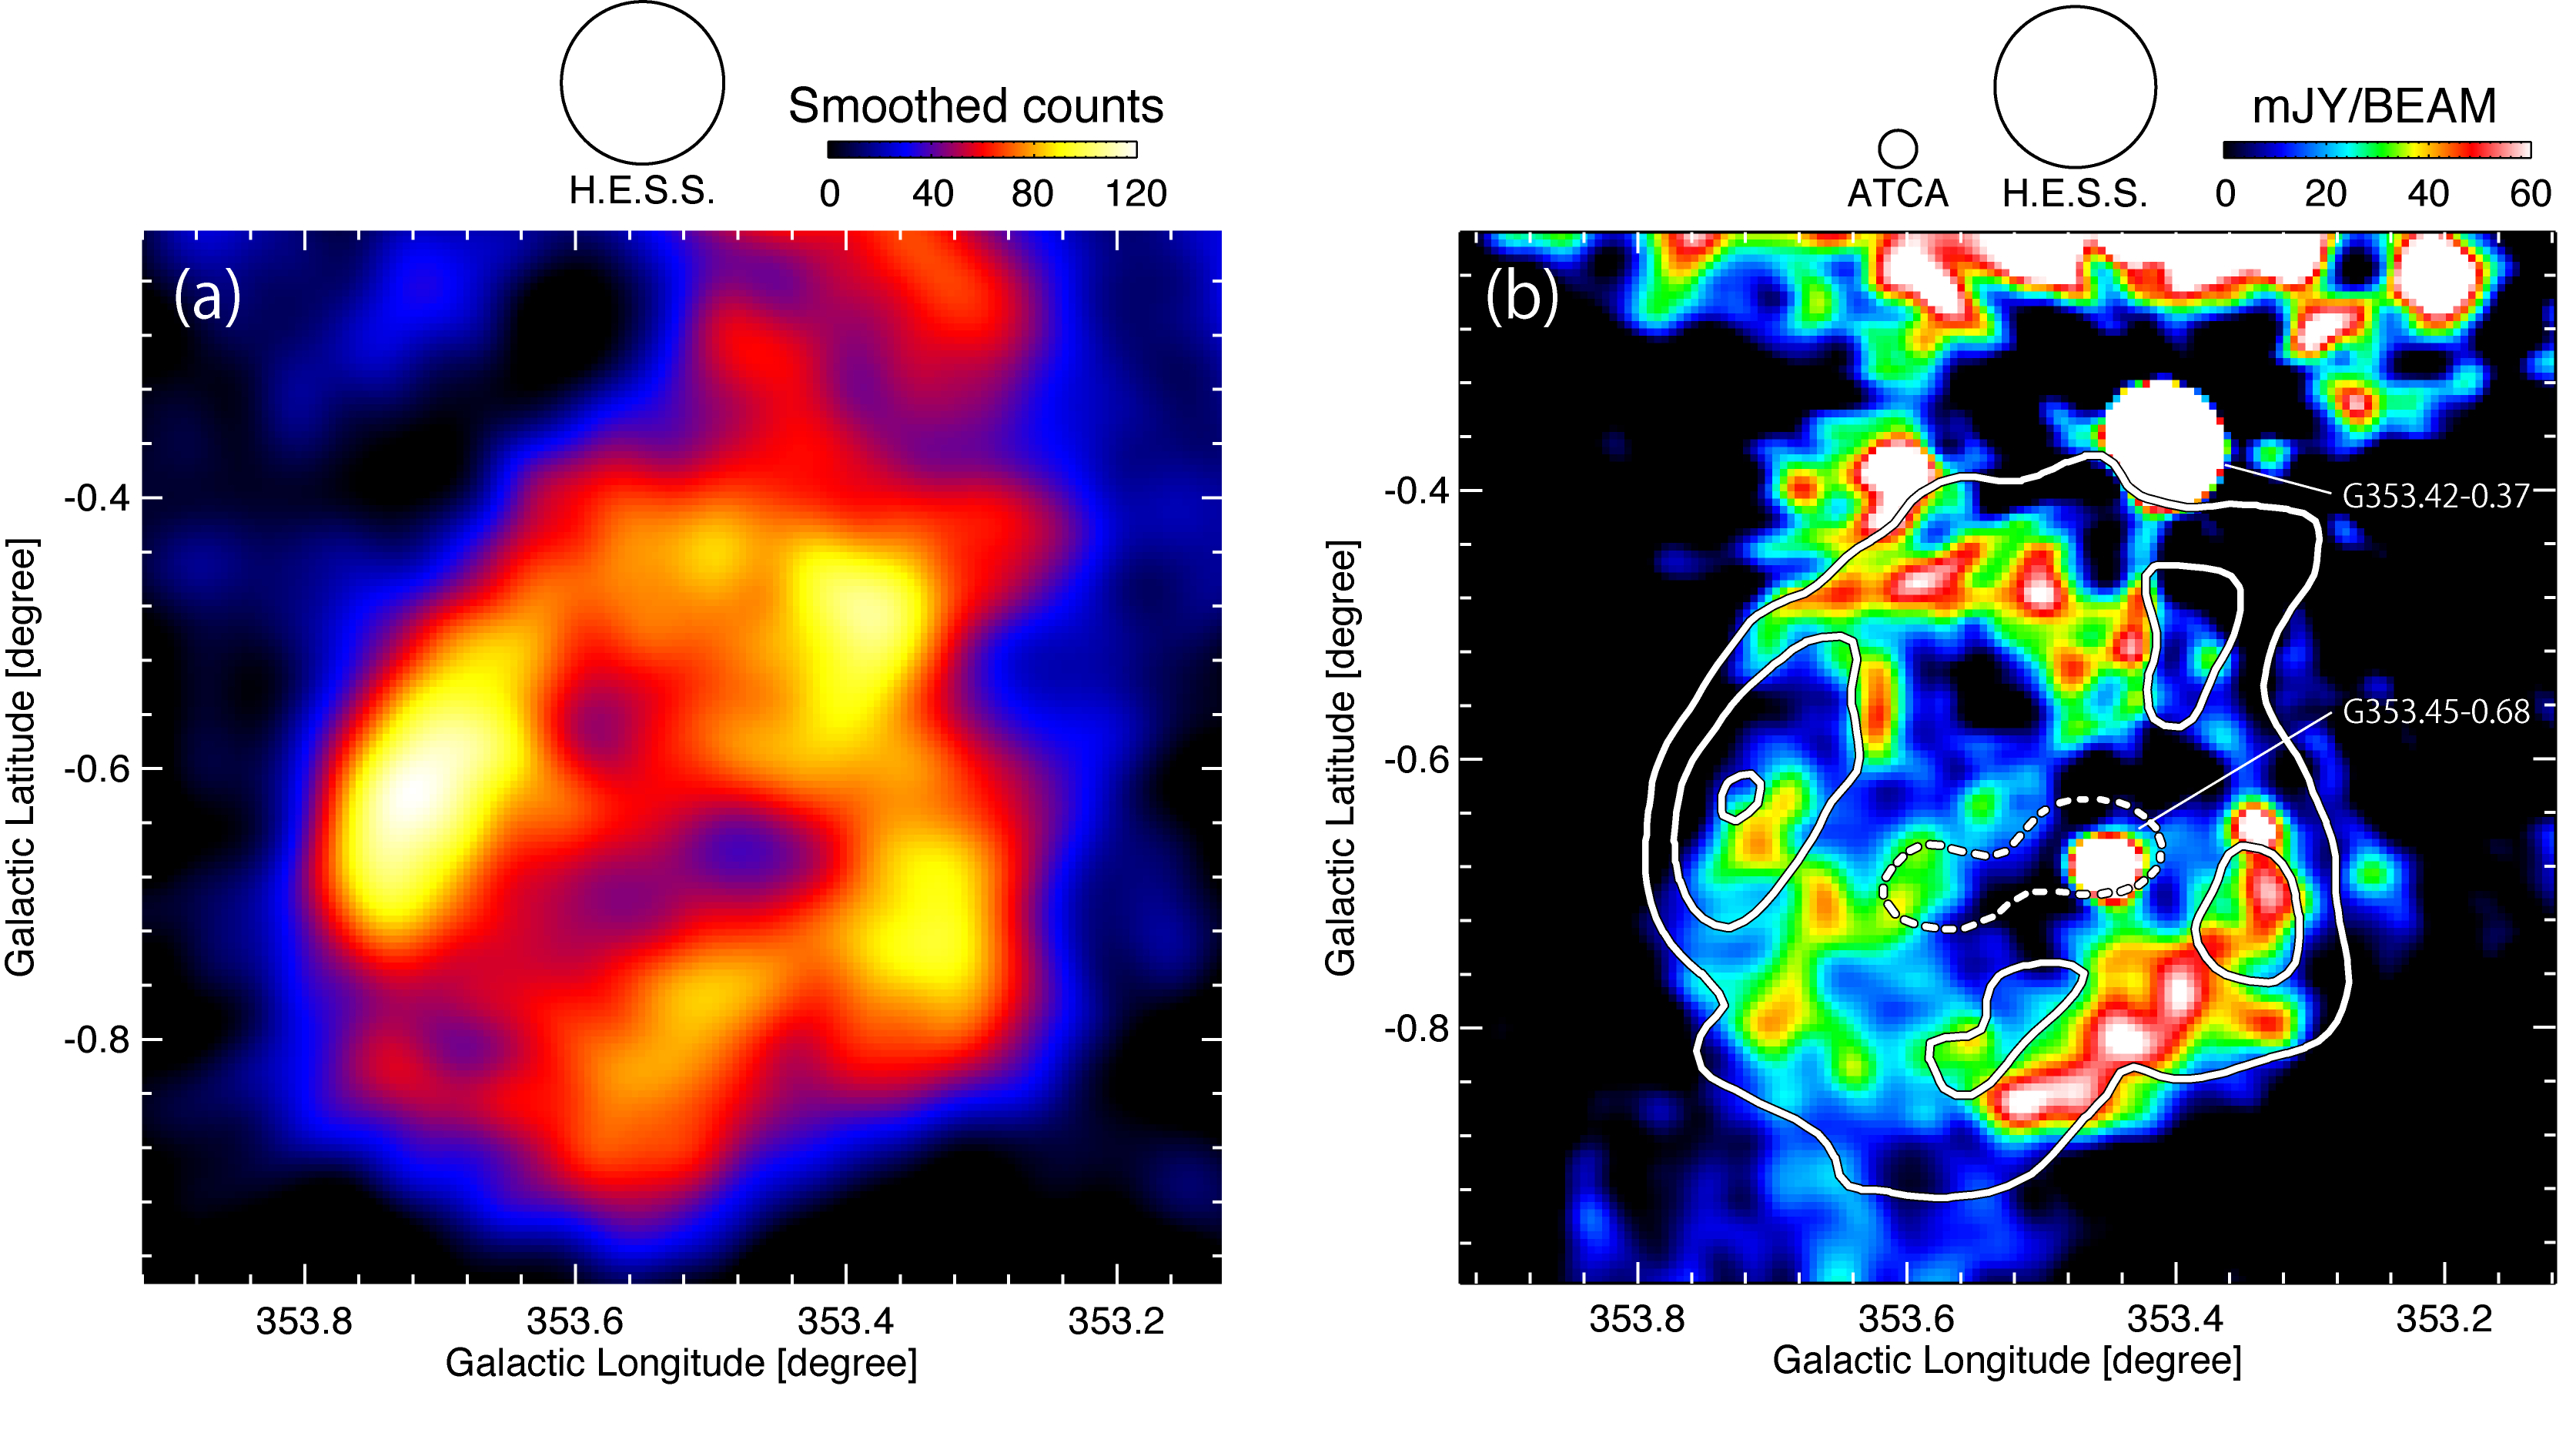 Smoothed counts
H.E.S.S.
0 40 80 120
(a)
-0.4
-0.6
-0.8
Galactic Latitude [degree]
353.8 353.6 353.4 353.2
Galactic Longitude [degree]
mJY/BEAM
ATCA H.E.S.S.
0 20 40 60
(b)
G353.42-0.37
G353.45-0.68
-0.4
-0.6
-0.8
Galactic Latitude [degree]
353.8 353.6 353.4 353.2
Galactic Longitude [degree]